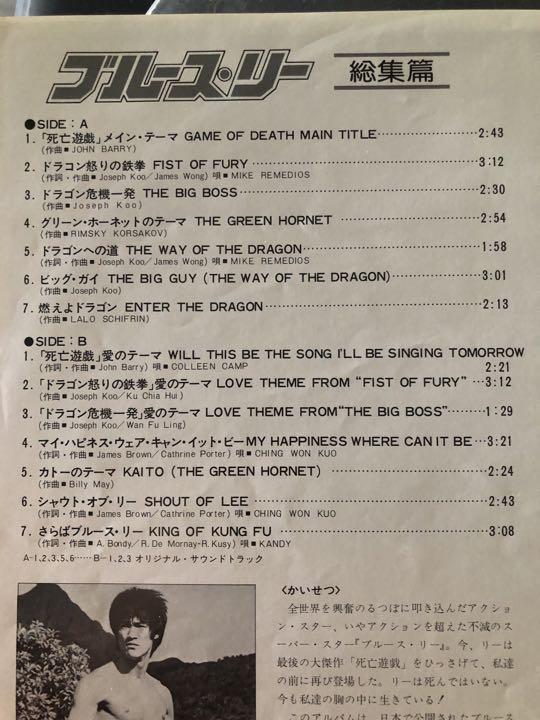 ブルース・リー 総集篇
●SIDE：A
1.「死亡遊戯」メイン・テーマ GAME OF DEATH MAIN TITLE………2:43
(作曲■JOHN BARRY)
2. ドラゴン怒りの鉄拳 FIST OF FURY………3:12
(作詞・作曲■Joseph Koo／James Wong) 唄■MIKE REMEDIOS
3. ドラゴン危機一発 THE BIG BOSS………2:30
(作曲■Joseph Koo)
4. グリーン・ホーネットのテーマ THE GREEN HORNET………2:54
(作曲■RIMSKY KORSAKOV)
5. ドラゴンへの道 THE WAY OF THE DRAGON………1:58
(作詞・作曲■Joseph Koo/James Wong) 唄■MIKE REMEDIOS
6. ビッグ・ガイ THE BIG GUY (THE WAY OF THE DRAGON)………3:01
(作曲■Joseph Koo)
7. 燃えよドラゴン ENTER THE DRAGON………2:13
(作曲■LALO SCHIFRIN)
●SIDE：B
1.「死亡遊戯」愛のテーマ WILL THIS BE THE SONG I'LL BE SINGING TOMORROW
(作詞・作曲■John Barry) 唄■COLLEEN CAMP 2:21
2.「ドラゴン怒りの鉄拳」愛のテーマ LOVE THEME FROM "FIST OF FURY"…3:12
(作曲■Joseph Koo/Ku Chia Hui)
3.「ドラゴン危機一発」愛のテーマ LOVE THEME FROM "THE BIG BOSS"………1:29
(作曲■Joseph Koo/Wan Fu Ling)
4. マイ・ハピネス・ウェア・キャン・イット・ビー MY HAPPINESS WHERE CAN IT BE…3:21
(作詞・作曲■James Brown/Cathrine Porter) 唄■CHING WON KUO
5. カトーのテーマ KAITO (THE GREEN HORNET)………2:24
(作曲■Billy May)
6. シャウト・オブ・リー SHOUT OF LEE………2:43
(作詞・作曲■James Brown/Cathrine Porter) 唄■CHING WON KUO
7. さらばブルース・リー KING OF KUNG FU………3:08
(作詞・作曲■A. Bondy／R. De Mornay-R. Kusy) 唄■KANDY
A-1、2、3、5、6……B-1、2、3 オリジナル・サウンドトラック
〈かいせつ〉
全世界を興奮のるつぼに叩き込んだアクショ
ン・スター、いやアクションを超えた不滅のス
ーパー・スター『ブルース・リー』。今、リーは
最後の大傑作「死亡遊戯」をひっさげて、私達
の前に再び登場した。リーは死んではいない。
今も私達の胸の中に生きている！
このアルバムは、日本で公開されたブルース